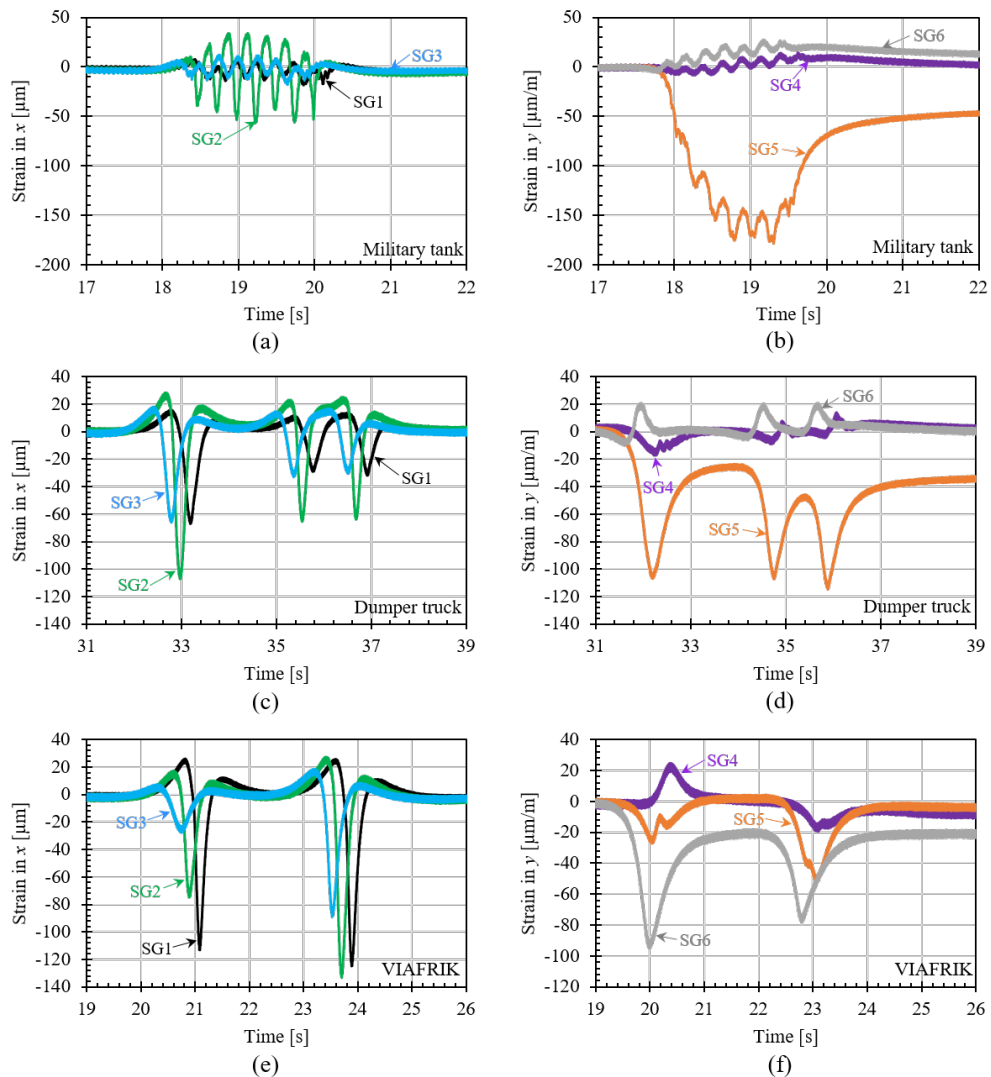 50
0
-50
-100
-150
-200
Strain in x [µm]
SG3
SG1
SG2
Military tank
17 18 19 20 21 22
Time [s]
(a)
50
0
-50
-100
-150
-200
Strain in y [µm/m]
SG6
SG4
SG5
Military tank
17 18 19 20 21 22
Time [s]
(b)
40
20
0
-20
-40
-60
-80
-100
-120
-140
Strain in x [µm]
SG1
SG3
SG2
Dumper truck
31 33 35 37 39
Time [s]
(c)
40
20
0
-20
-40
-60
-80
-100
-120
-140
Strain in y [µm/m]
SG6
SG4
SG5
Dumper truck
31 33 35 37 39
Time [s]
(d)
40
20
0
-20
-40
-60
-80
-100
-120
-140
Strain in x [µm]
SG3
SG2
SG1
VIAFRIK
19 20 21 22 23 24 25 26
Time [s]
(e)
40
20
0
-20
-40
-60
-80
-100
-120
Strain in y [µm/m]
SG4
SG5
SG6
VIAFRIK
19 20 21 22 23 24 25 26
Time [s]
(f)